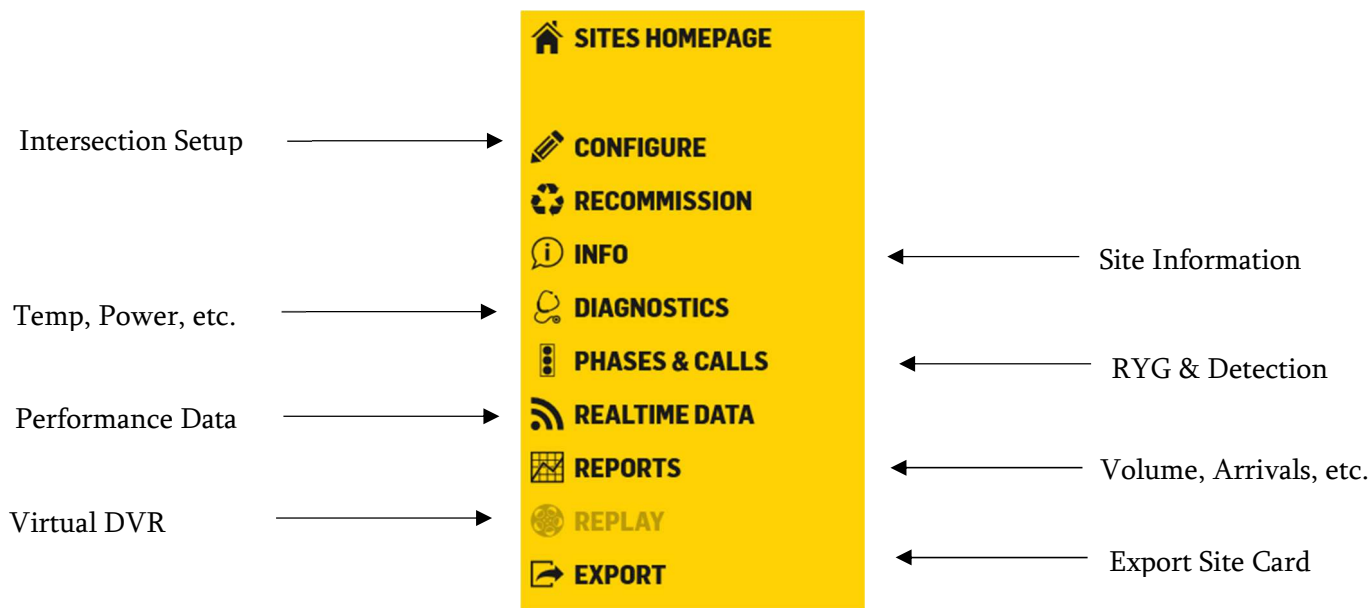 SITES HOMEPAGE
Intersection Setup
CONFIGURE
RECOMMISSION
INFO
Site Information
Temp, Power, etc.
DIAGNOSTICS
PHASES & CALLS
RYG & Detection
Performance Data
REALTIME DATA
REPORTS
Volume, Arrivals, etc.
Virtual DVR
REPLAY
EXPORT
Export Site Card